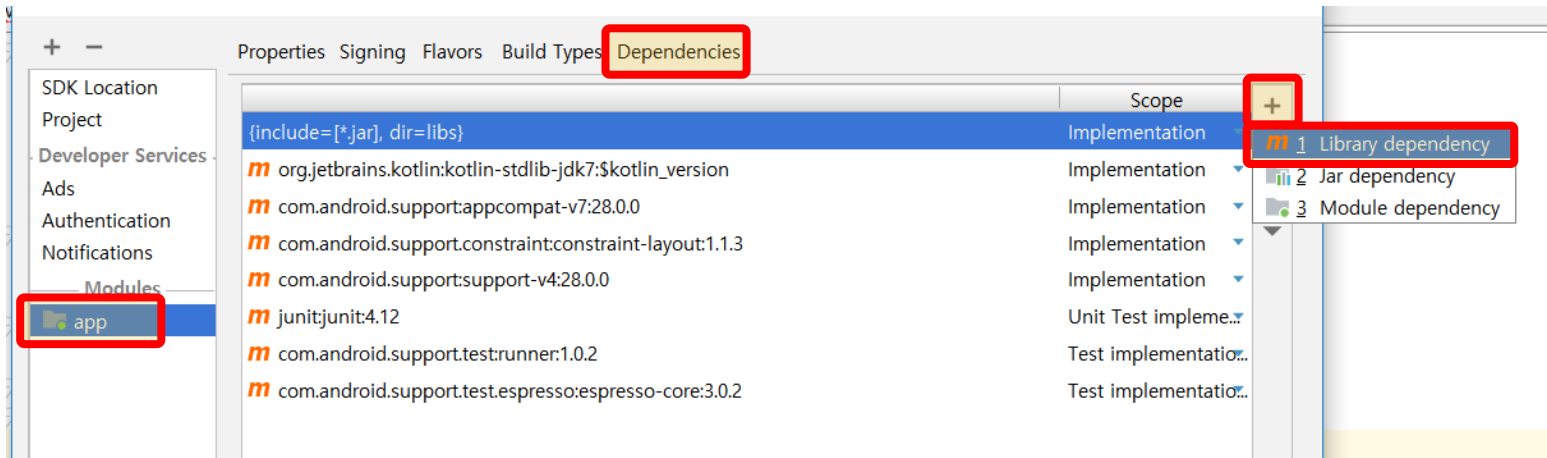 + −
Properties Signing Flavors Build Types Dependencies
SDK Location
Project
Developer Services
Ads
Authentication
Notifications
Modules
app
Scope +
{include=[*.jar], dir=libs} Implementation
m org.jetbrains.kotlin:kotlin-stdlib-jdk7:$kotlin_version Implementation
m com.android.support:appcompat-v7:28.0.0 Implementation
m com.android.support.constraint:constraint-layout:1.1.3 Implementation
m com.android.support:support-v4:28.0.0 Implementation
m junit:junit:4.12 Unit Test impleme...
m com.android.support.test:runner:1.0.2 Test implementatio...
m com.android.support.test.espresso:espresso-core:3.0.2 Test implementatio...
m 1 Library dependency
2 Jar dependency
3 Module dependency